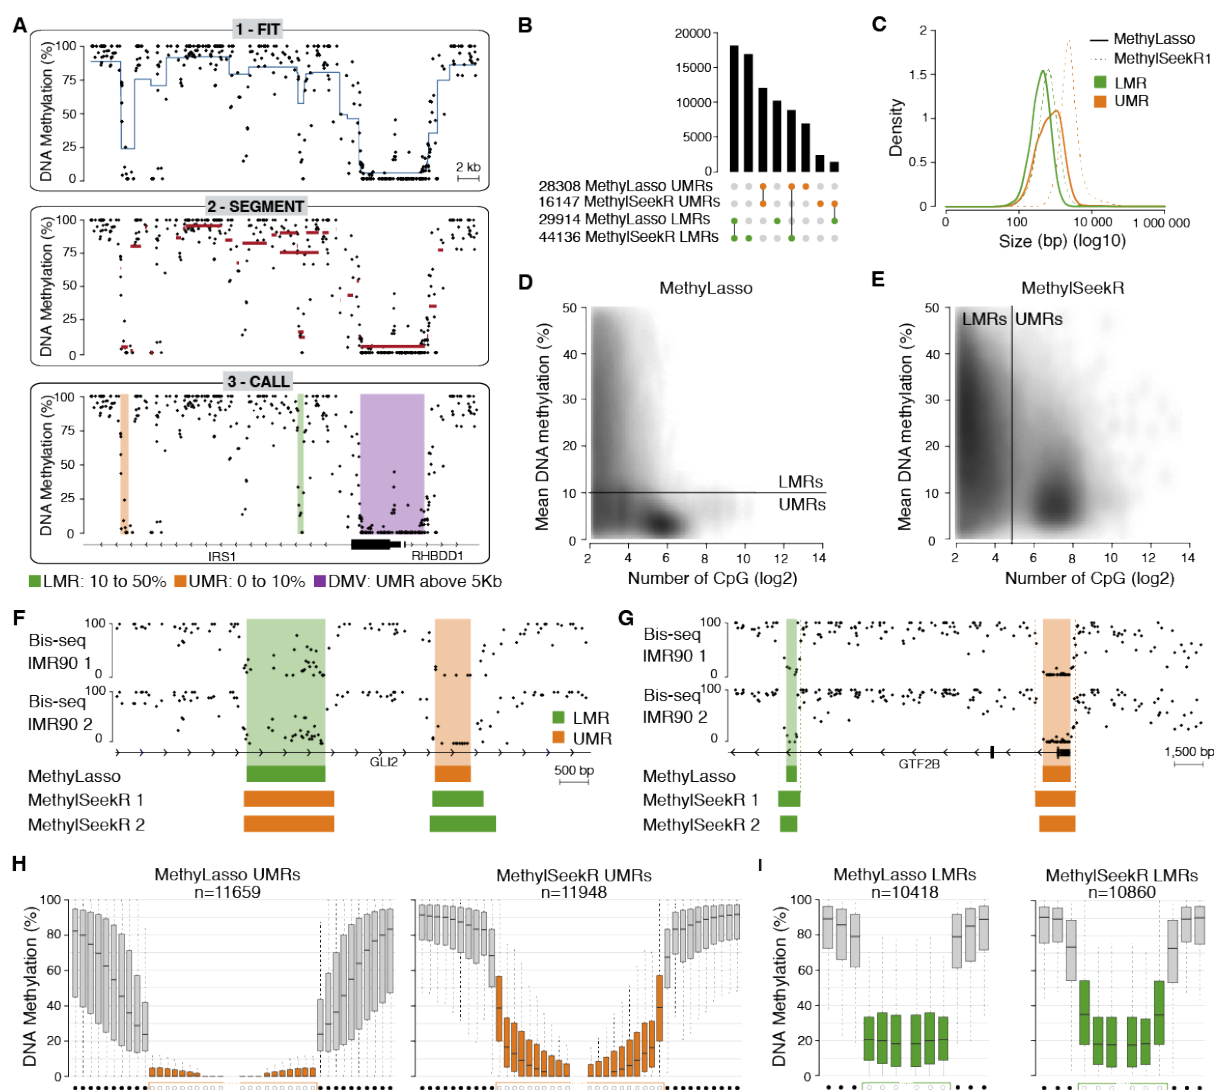 A
1 - FIT
DNA Methylation (%)
100
75
50
25
0
2 kb
2 - SEGMENT
DNA Methylation (%)
100
75
50
25
0
3 - CALL
DNA Methylation (%)
100
75
50
25
0
IRS1
RHBDD1
LMR: 10 to 50% UMR: 0 to 10% DMV: UMR above 5Kb
B
20000
15000
10000
5000
0
28308 MethyLasso UMRs
16147 MethylSeekR UMRs
29914 MethyLasso LMRs
44136 MethylSeekR LMRs
C
Density
2
1.5
1
0.5
0
100 10 000 1 000 000
Size (bp) (log10)
MethyLasso
MethylSeekR1
LMR
UMR
D
MethyLasso
Mean DNA methylation (%)
50
40
30
20
10
0
LMRs
UMRs
2 4 6 8 10 12 14
Number of CpG (log2)
E
MethylSeekR
Mean DNA methylation (%)
50
40
30
20
10
0
LMRs UMRs
2 4 6 8 10 12 14
Number of CpG (log2)
F
Bis-seq
IMR90 1
100
0
Bis-seq
IMR90 2
100
0
LMR
UMR
GLI2
500 bp
MethyLasso
MethylSeekR 1
MethylSeekR 2
G
Bis-seq
IMR90 1
100
0
Bis-seq
IMR90 2
100
0
GTF2B
1,500 bp
MethyLasso
MethylSeekR 1
MethylSeekR 2
H
MethyLasso UMRs
n=11659
DNA Methylation (%)
100
80
60
40
20
0
MethylSeekR UMRs
n=11948
I
MethyLasso LMRs
n=10418
DNA Methylation (%)
100
80
60
40
20
0
MethylSeekR LMRs
n=10860